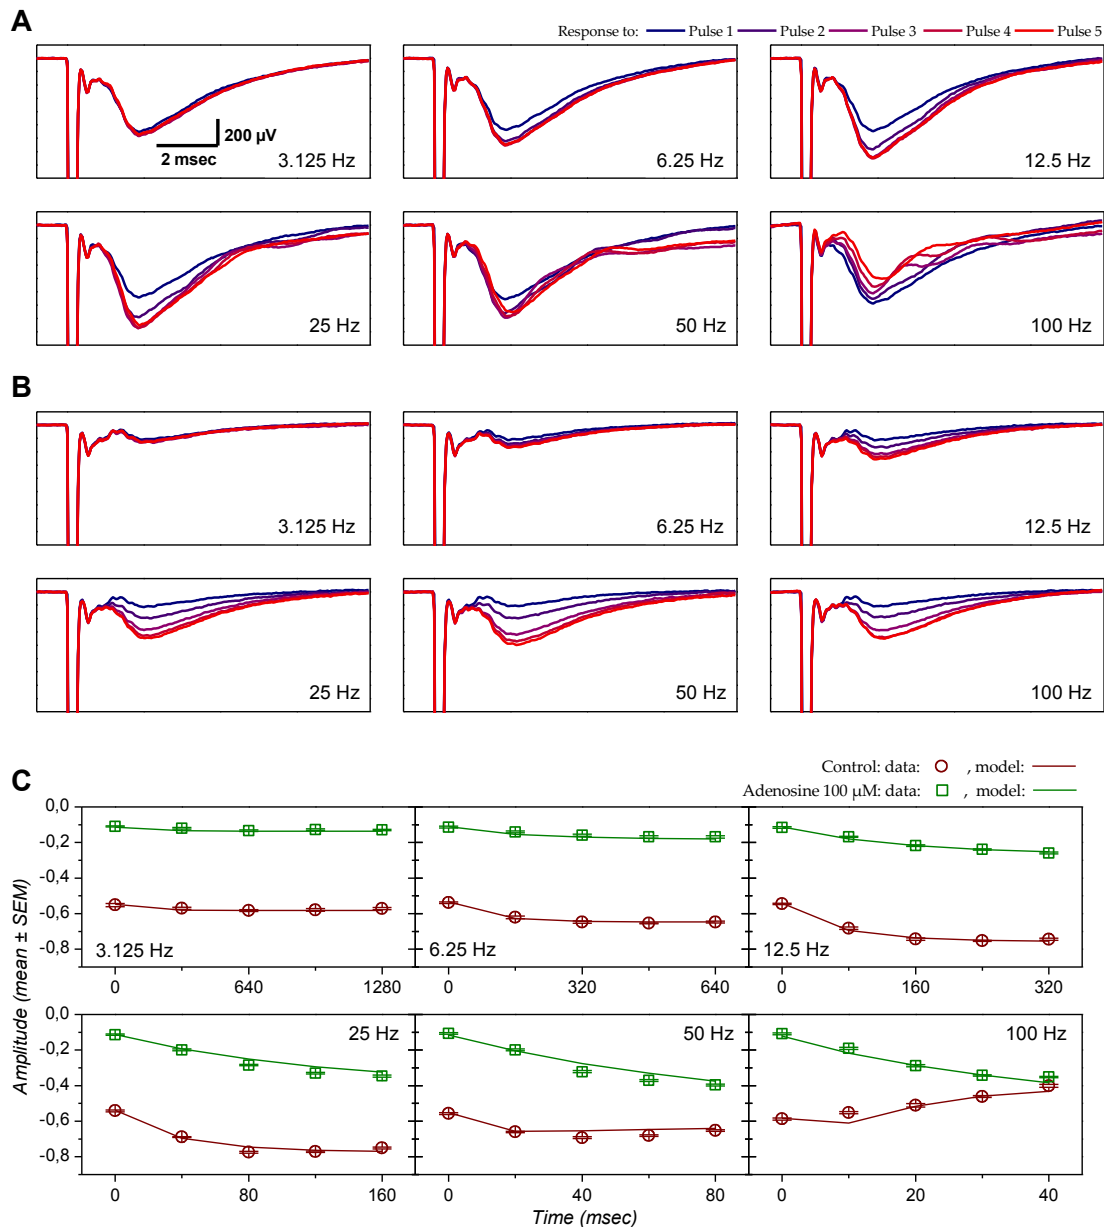 A
Response to: Pulse 1 Pulse 2 Pulse 3 Pulse 4 Pulse 5
200 µV
2 msec
3.125 Hz
6.25 Hz
12.5 Hz
25 Hz
50 Hz
100 Hz
B
3.125 Hz
6.25 Hz
12.5 Hz
25 Hz
50 Hz
100 Hz
C
Control: data: , model:
Adenosine 100 µM: data: , model:
Amplitude (mean ± SEM)
0,0
-0,2
-0,4
-0,6
-0,8
3.125 Hz
6.25 Hz
12.5 Hz
0 640 1280 0 320 640 0 160 320
0,0
-0,2
-0,4
-0,6
-0,8
25 Hz
50 Hz
100 Hz
0 80 160 0 40 80 0 20 40
Time (msec)